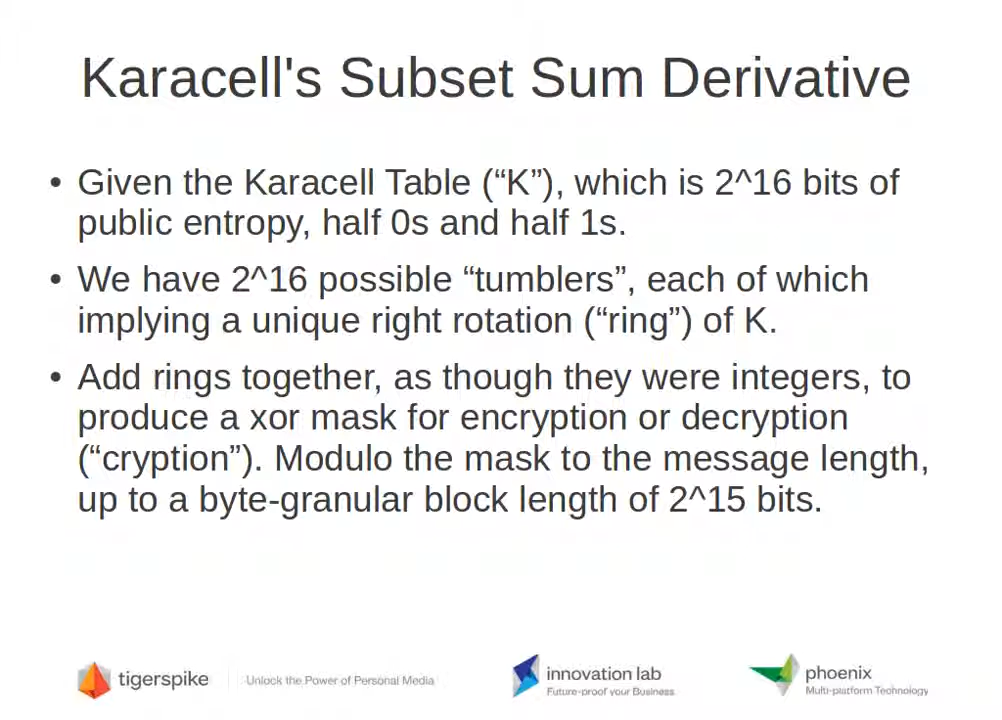 Karacell's Subset Sum Derivative
• Given the Karacell Table (“K”), which is 2^16 bits of
public entropy, half 0s and half 1s.
• We have 2^16 possible “tumblers”, each of which
implying a unique right rotation (“ring”) of K.
• Add rings together, as though they were integers, to
produce a xor mask for encryption or decryption
(“cryption”). Modulo the mask to the message length,
up to a byte-granular block length of 2^15 bits.
tigerspike Unlock the Power of Personal Media
innovation lab
Future-proof your Business
phoenix
Multi-platform Technology